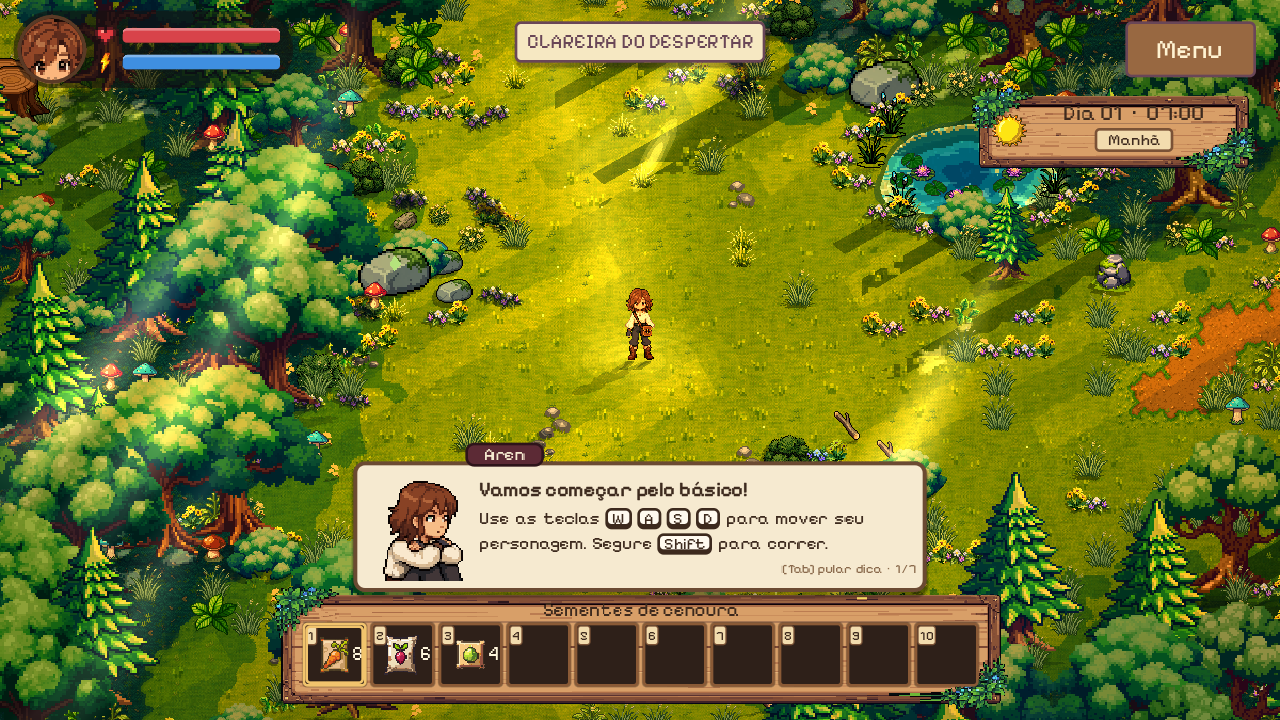 CLAREIRA DO DESPERTAR
Menu
Dia 01 · 07:00
Manhã
Aren
Vamos começar pelo básico!
Use as teclas W A S D para mover seu
personagem. Segure Shift para correr.
[Tab] pular dica · 1/7
Sementes de cenoura
1 2 3 4 5 6 7 8 9 10
8 6 4